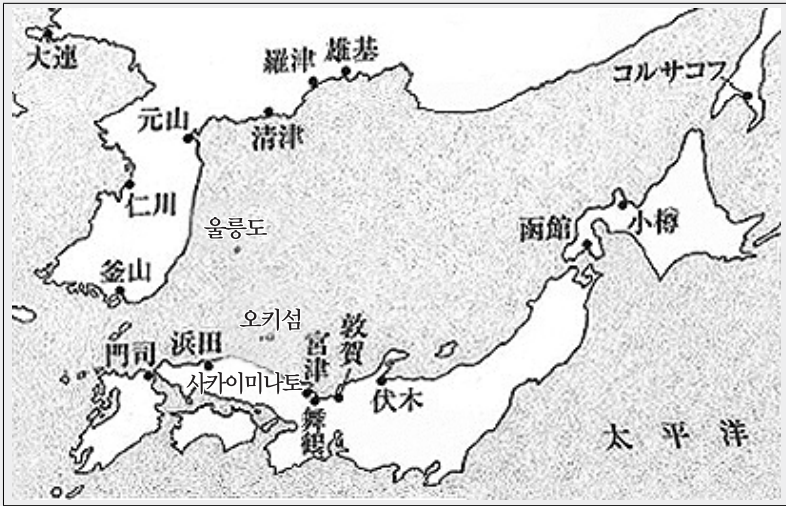 大連
羅津
雄基
コルサコフ
元山
清津
仁川
울릉도
函館
小樽
釜山
오키섬
敦賀
宮津
門司
浜田
사카이미나토
伏木
舞鶴
太平洋